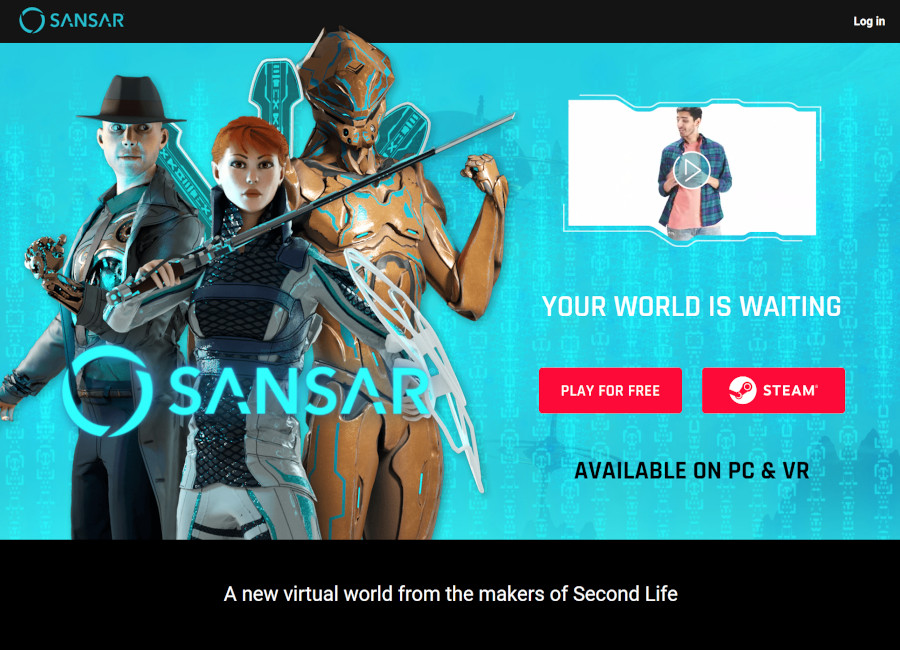 SANSAR
Log in
YOUR WORLD IS WAITING
PLAY FOR FREE
STEAM®
SANSAR
AVAILABLE ON PC & VR
A new virtual world from the makers of Second Life